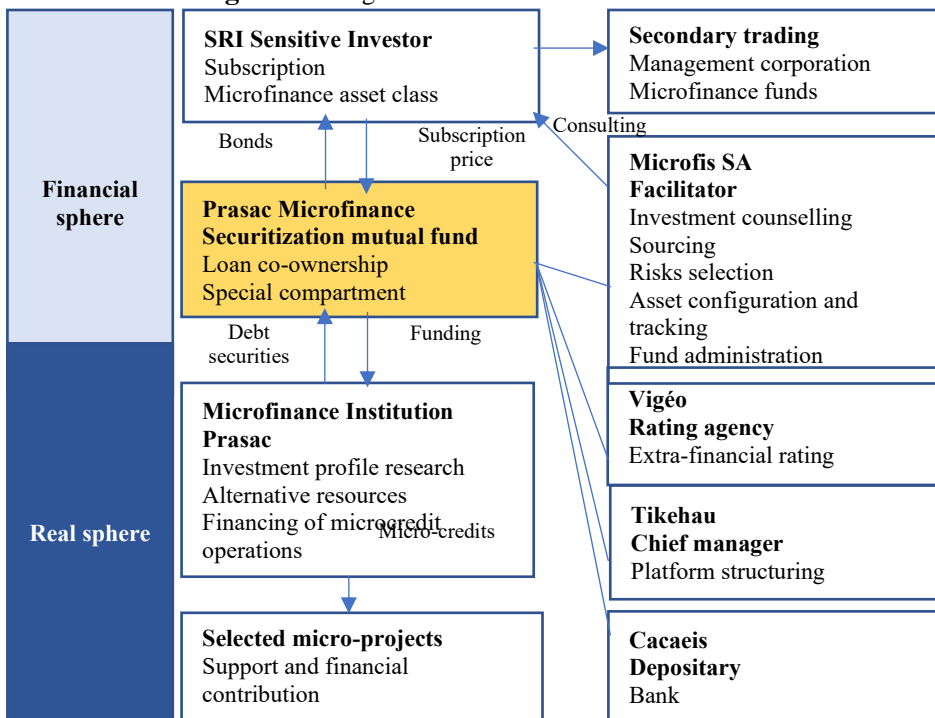 SRI Sensitive Investor
Subscription
Microfinance asset class
Secondary trading
Management corporation
Microfinance funds
Bonds
Subscription
price
Consulting
Financial
sphere
Prasac Microfinance
Securitization mutual fund
Loan co-ownership
Special compartment
Microfis SA
Facilitator
Investment counselling
Sourcing
Risks selection
Asset configuration and
tracking
Fund administration
Debt
securities
Funding
Real sphere
Microfinance Institution
Prasac
Investment profile research
Alternative resources
Financing of microcredit
operations
Micro-credits
Vigéo
Rating agency
Extra-financial rating
Tikehau
Chief manager
Platform structuring
Selected micro-projects
Support and financial
contribution
Cacaeis
Depositary
Bank